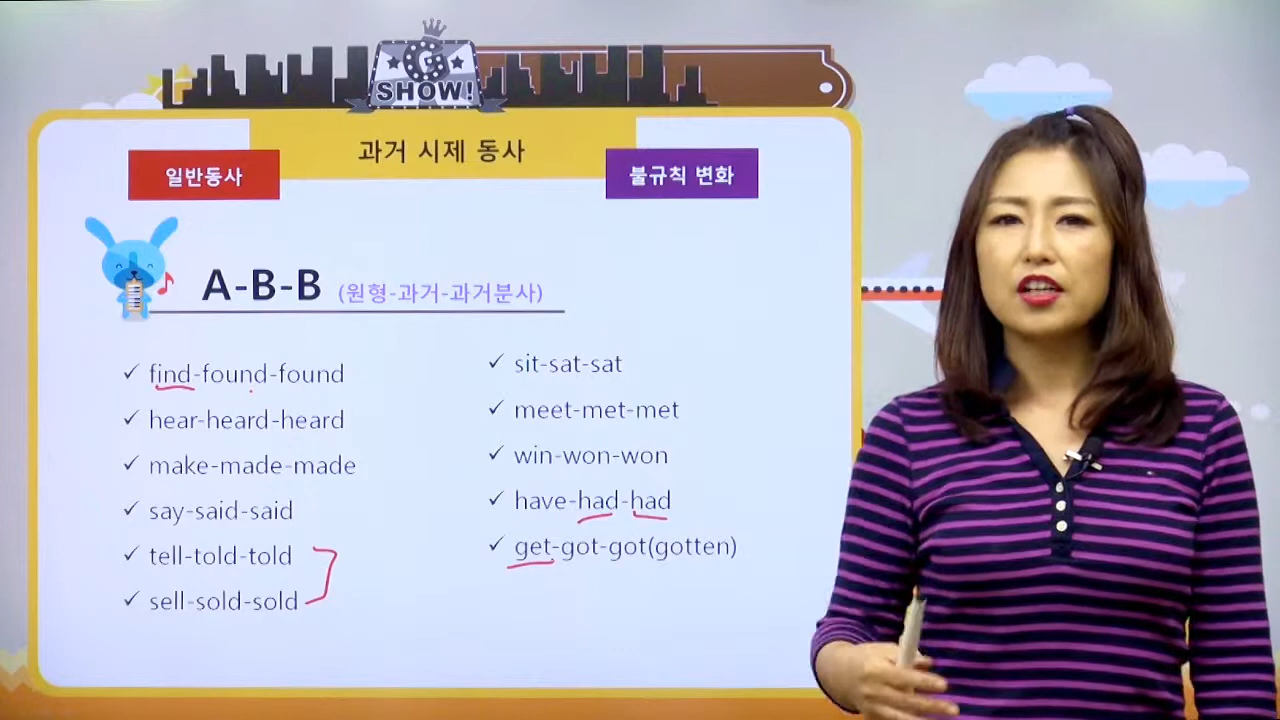 G
SHOW!
과거 시제 동사
일반동사
불규칙 변화
A-B-B (원형-과거-과거분사)
✓ find-found-found
✓ hear-heard-heard
✓ make-made-made
✓ say-said-said
✓ tell-told-told
✓ sell-sold-sold
✓ sit-sat-sat
✓ meet-met-met
✓ win-won-won
✓ have-had-had
✓ get-got-got(gotten)